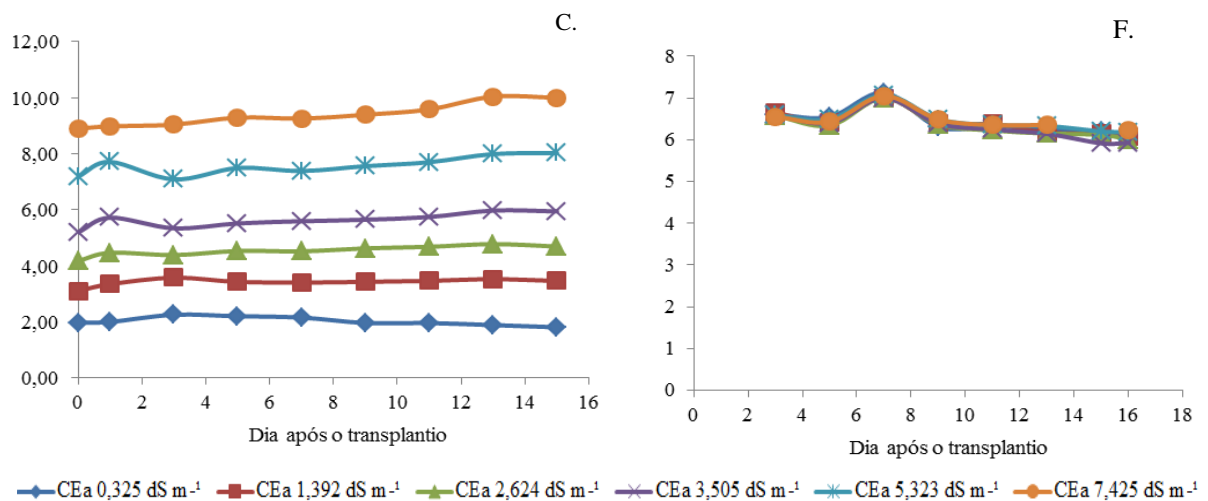 C.
12,00
10,00
8,00
6,00
4,00
2,00
0,00
0 2 4 6 8 10 12 14 16
Dia após o transplantio
F.
8
7
6
5
4
3
2
1
0
0 2 4 6 8 10 12 14 16 18
Dia após o transplantio
CEa 0,325 dS m⁻¹ CEa 1,392 dS m⁻¹ CEa 2,624 dS m⁻¹ CEa 3,505 dS m⁻¹ CEa 5,323 dS m⁻¹ CEa 7,425 dS m⁻¹